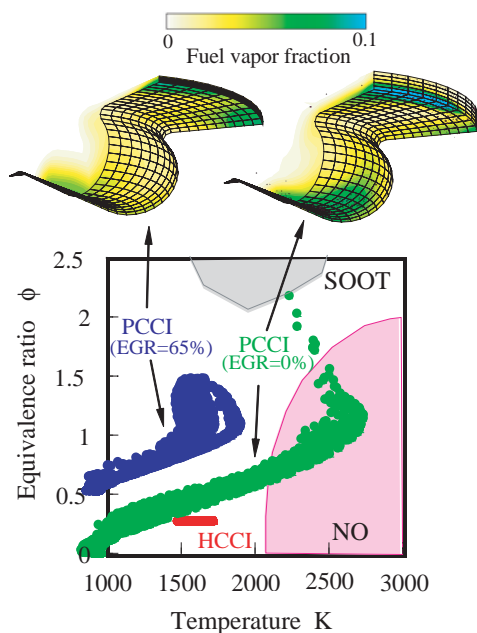 0
0.1
Fuel vapor fraction
2.5
2
1.5
1
0.5
0
Equivalence ratio ϕ
SOOT
PCCI
(EGR=65%)
PCCI
(EGR=0%)
HCCI
NO
1000
1500
2000
2500
3000
Temperature K